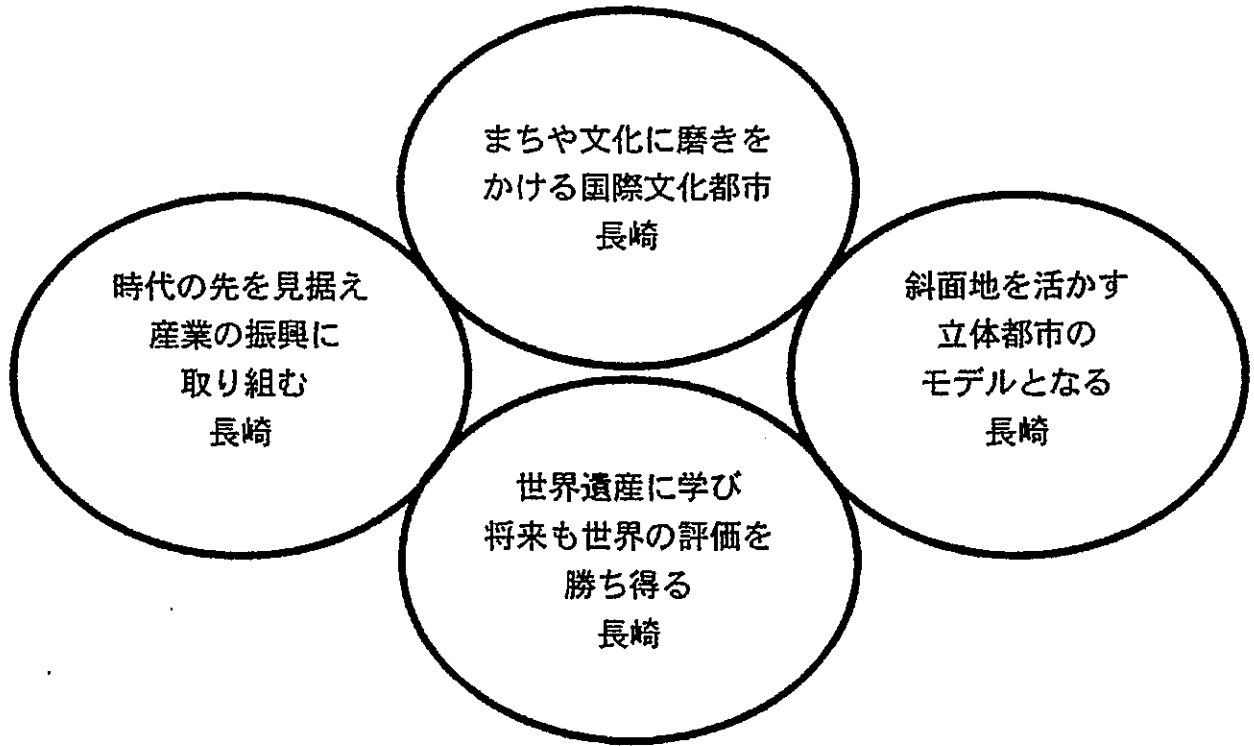 まちや文化に磨きを
かける国際文化都市
長崎
時代の先を見据え
産業の振興に
取り組む
長崎
斜面地を活かす
立体都市の
モデルとなる
長崎
世界遺産に学び
将来も世界の評価を
勝ち得る
長崎